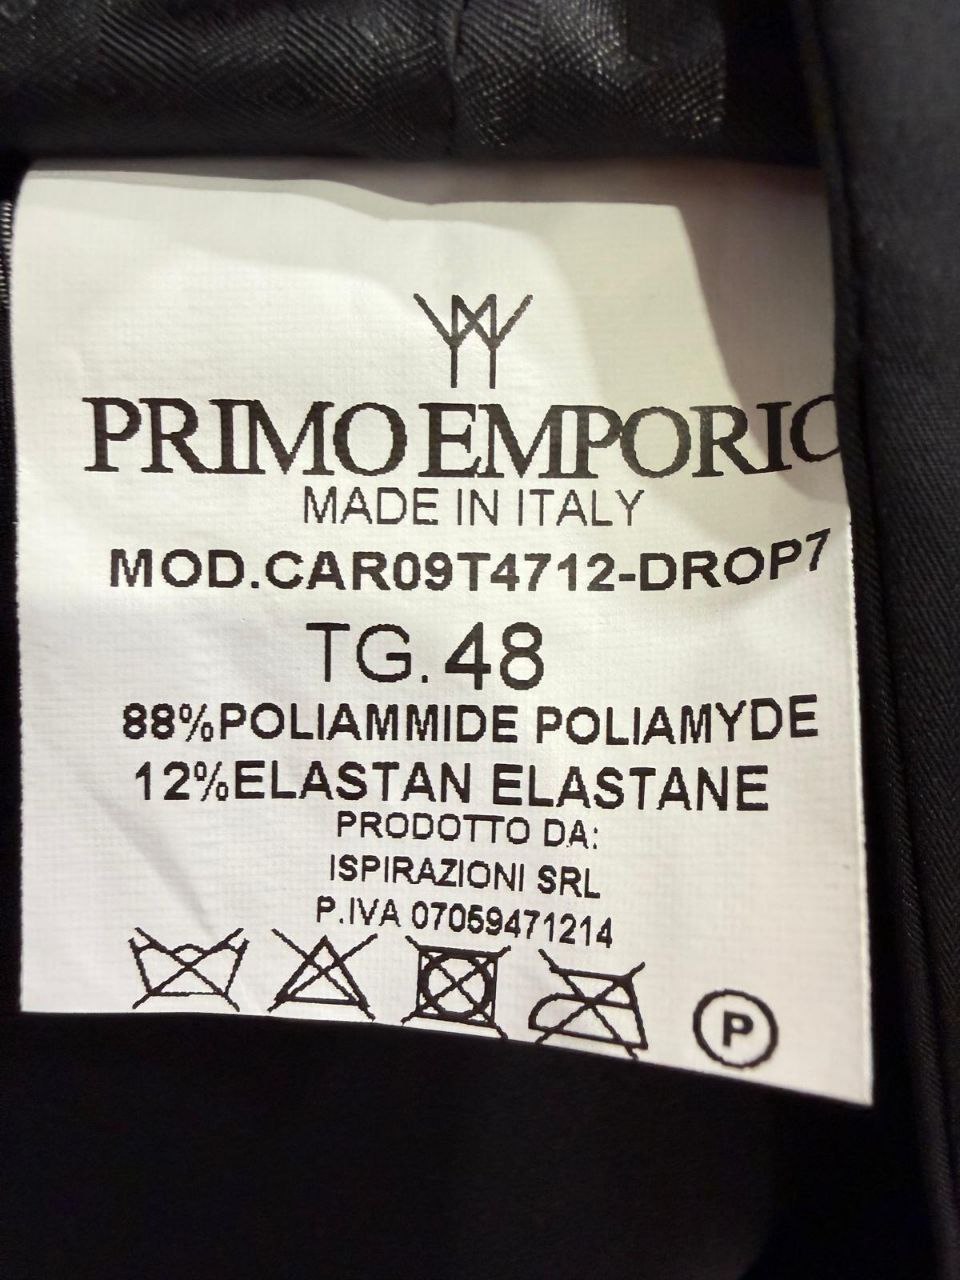 PRIMO EMPORIO
MADE IN ITALY
MOD.CAR09T4712-DROP7
TG.48
88%POLIAMMIDE POLIAMYDE
12%ELASTAN ELASTANE
PRODOTTO DA:
ISPIRAZIONI SRL
P.IVA 07059471214
P